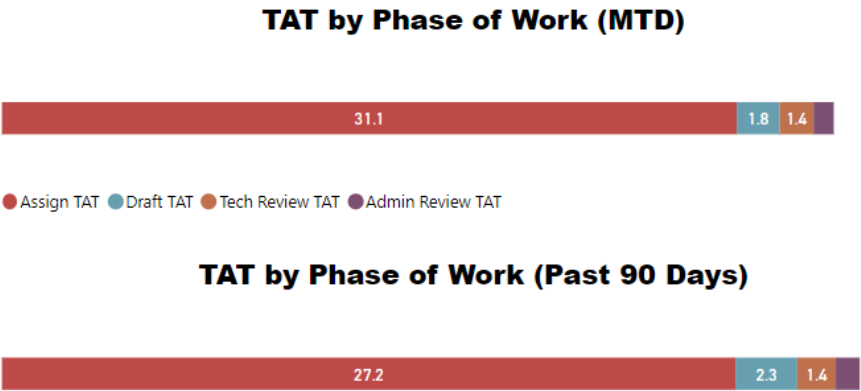 TAT by Phase of Work (MTD)
31.1 1.8 1.4
Assign TAT Draft TAT Tech Review TAT Admin Review TAT
TAT by Phase of Work (Past 90 Days)
27.2 2.3 1.4